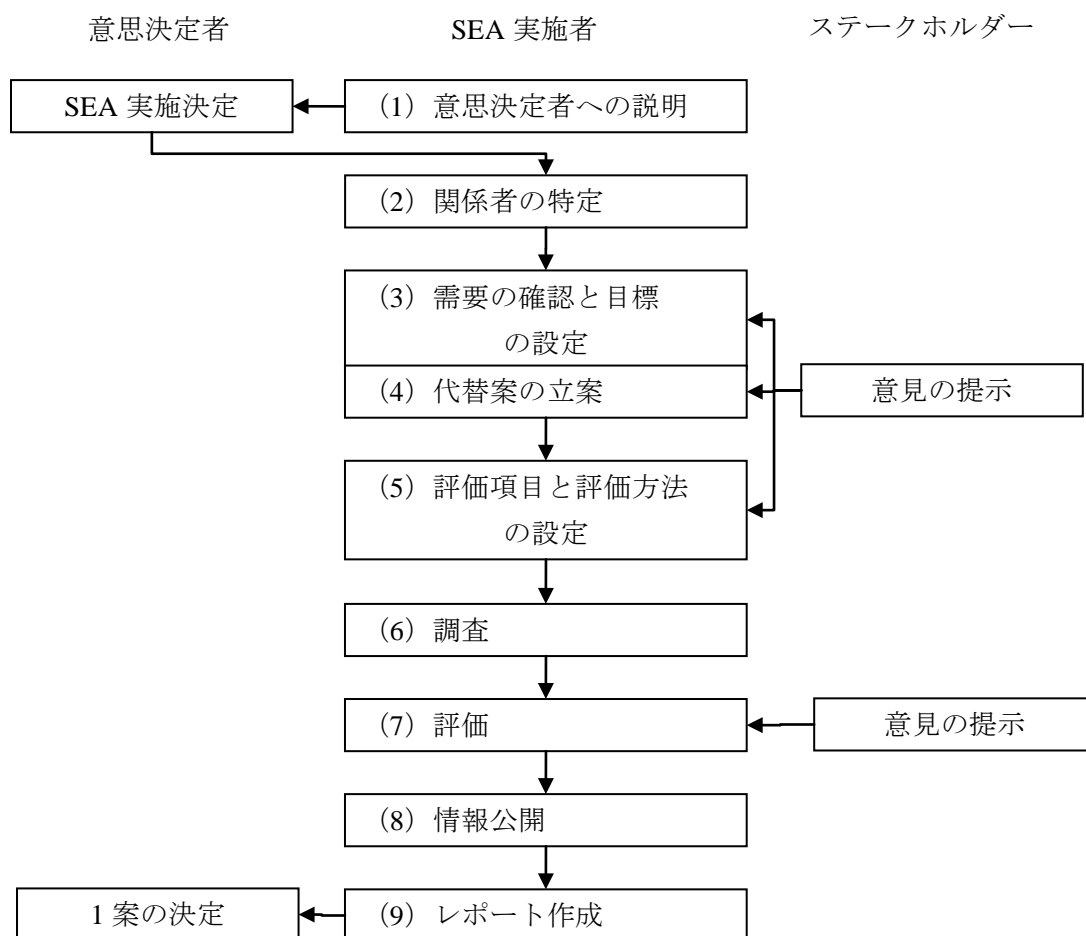 意思決定者 SEA 実施者 ステークホルダー
SEA 実施決定 (1) 意思決定者への説明
(2) 関係者の特定
(3) 需要の確認と目標
の設定
(4) 代替案の立案 意見の提示
(5) 評価項目と評価方法
の設定
(6) 調査
(7) 評価 意見の提示
(8) 情報公開
1 案の決定 (9) レポート作成